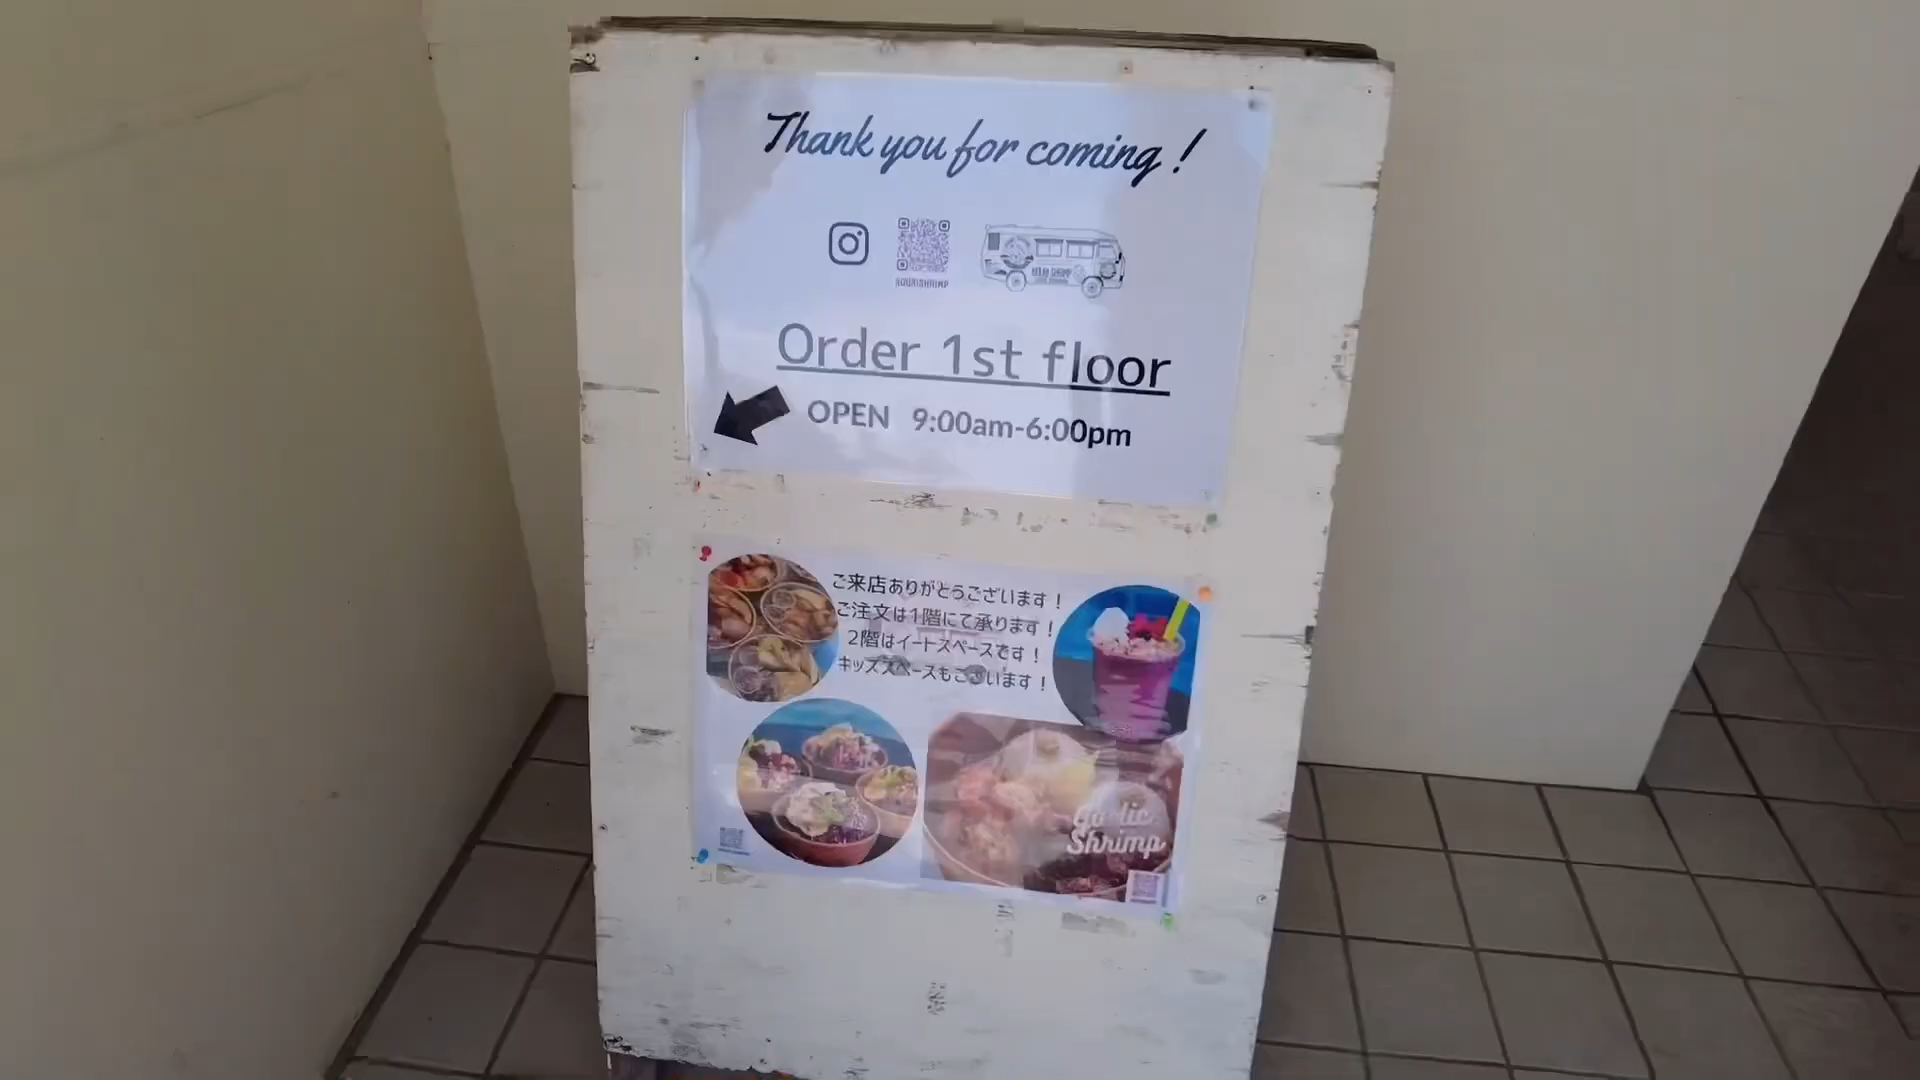 Thank you for coming!
KOURISHRIMP
Order 1st floor
OPEN 9:00am-6:00pm
ご来店ありがとうございます！
ご注文は1階にて承ります！
2階はイートスペースです！
キッズスペースもございます！
Garlic
Shrimp